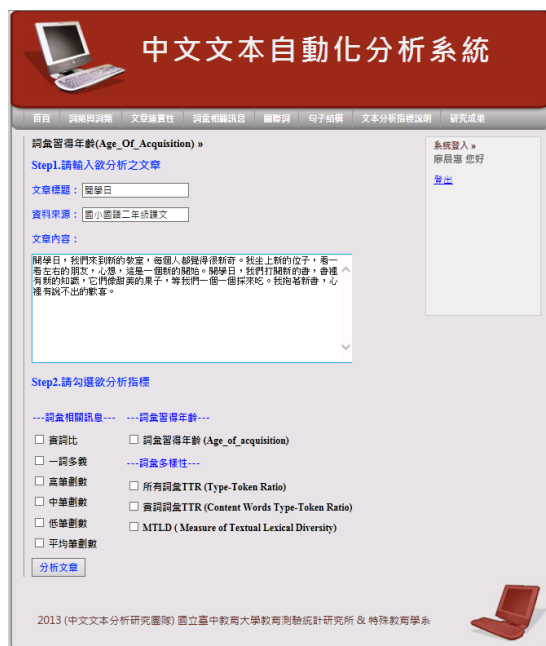 中文文本自動化分析系統
首頁 詞頻與詞類 文章連貫性 詞彙相關訊息 關聯詞 句子結構 文本分析指標說明 研究成果
詞彙習得年齡(Age_Of_Acquisition) »
系統登入 »
廖晨惠 您好
登出
Step1.請輸入欲分析之文章
文章標題： 開學日
資料來源： 國小國語二年級課文
文章內容：
開學日，我們來到新的教室，每個人都覺得很新奇。我坐上新的位子，看一
看左右的朋友，心想，這是一個新的開始。開學日，我們打開新的書，書裡
有新的知識，它們像甜美的果子，等我們一個一個採來吃。我抱著新書，心
裡有說不出的歡喜。
Step2.請勾選欲分析指標
---詞彙相關訊息--- ---詞彙習得年齡---
實詞比 詞彙習得年齡 (Age_of_acquisition)
一詞多義 ---詞彙多樣性---
高筆劃數 所有詞彙TTR (Type-Token Ratio)
中筆劃數 實詞詞彙TTR (Content Words Type-Token Ratio)
低筆劃數 MTLD ( Measure of Textual Lexical Diversity)
平均筆劃數
分析文章
2013 (中文文本分析研究團隊) 國立臺中教育大學教育測驗統計研究所 & 特殊教育學系